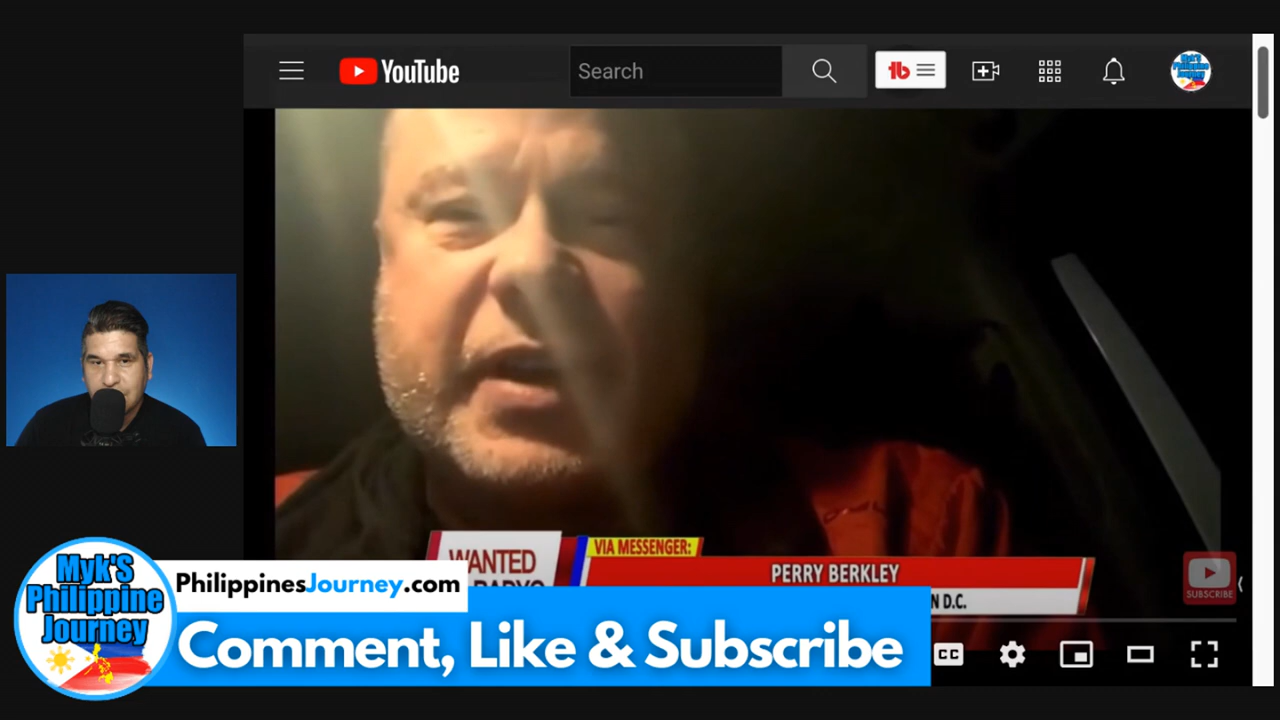 YouTube
Search
VIA MESSENGER:
WANTED
PERRY BERKLEY
N D.C.
SUBSCRIBE
CC
Myk'S
Philippine
Journey
PhilippinesJourney.com
Comment, Like & Subscribe